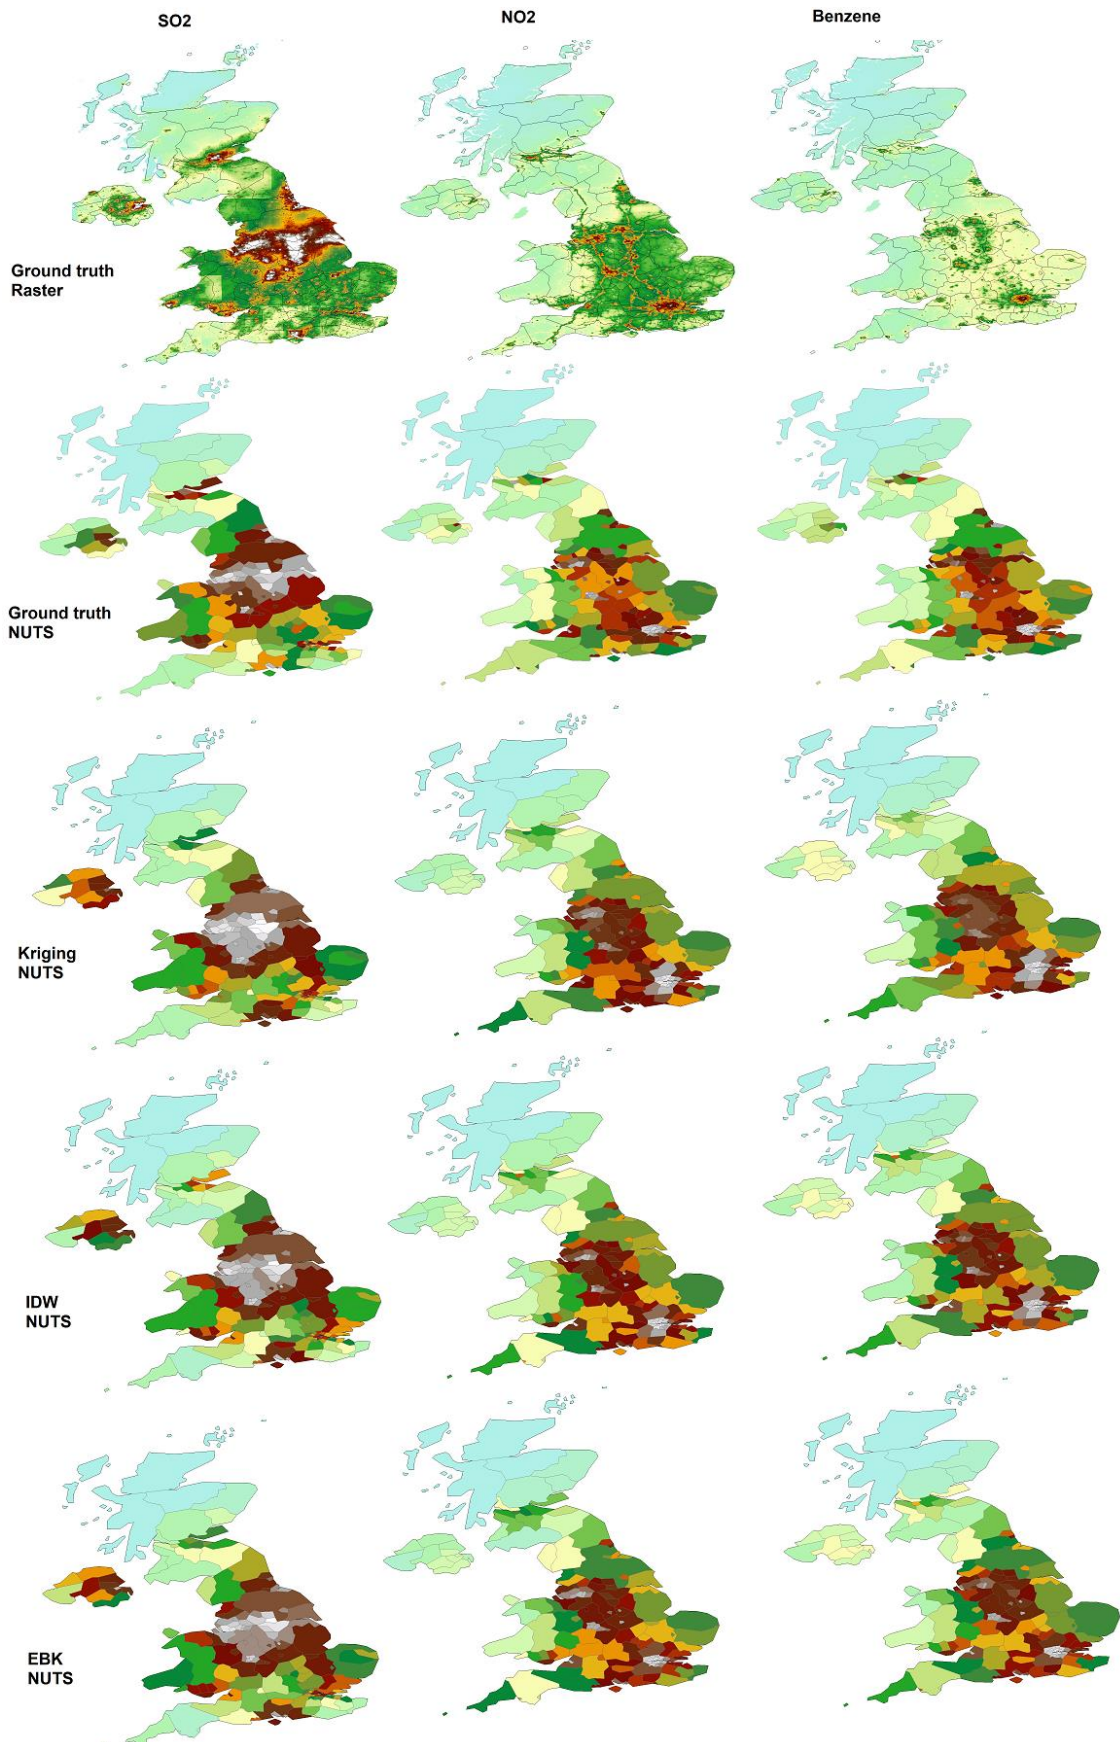 SO2
NO2
Benzene
Ground truth
Raster
Ground truth
NUTS
Kriging
NUTS
IDW
NUTS
EBK
NUTS